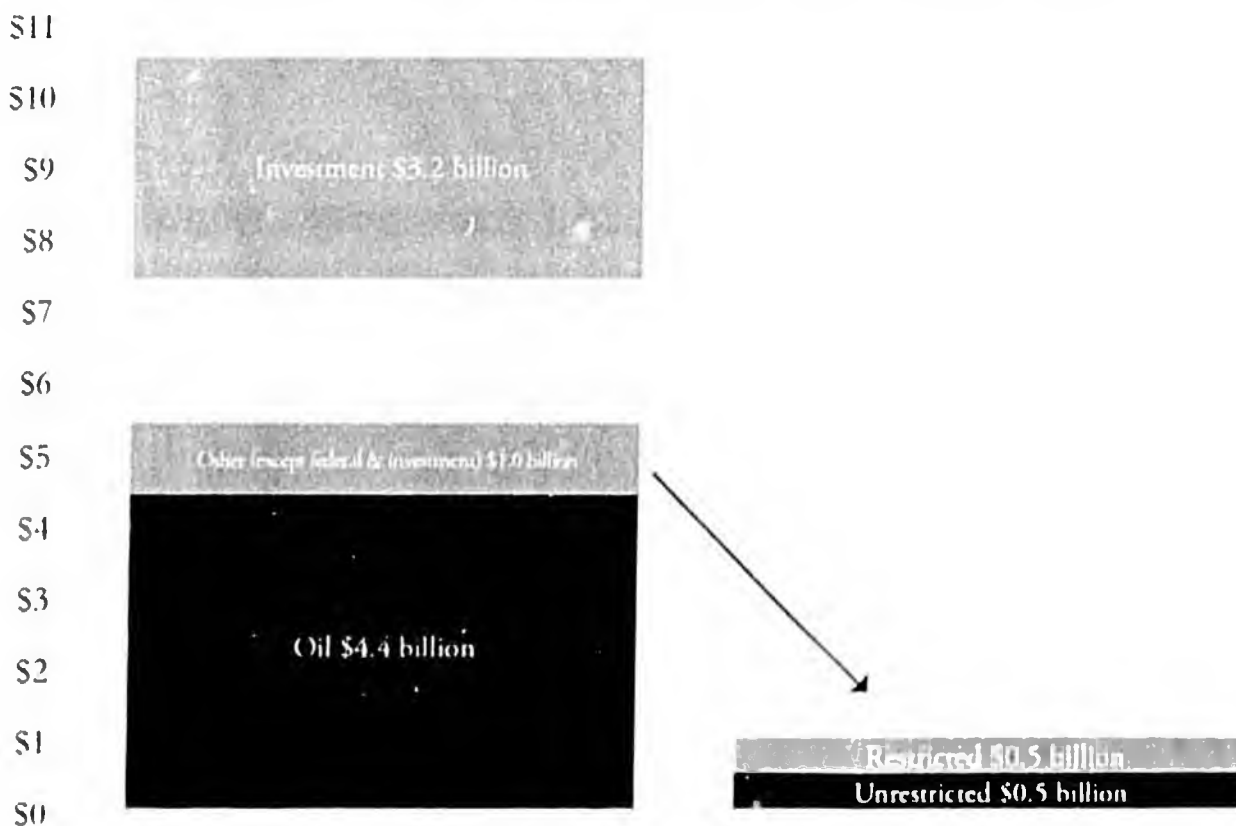 $11
$10
$9
$8
$7
$6
$5
$4
$3
$2
$1
$0
Investment $3.2 billion
Other (except federal & investment) $1.0 billion
Oil $4.4 billion
Restricted $0.5 billion
Unrestricted $0.5 billion